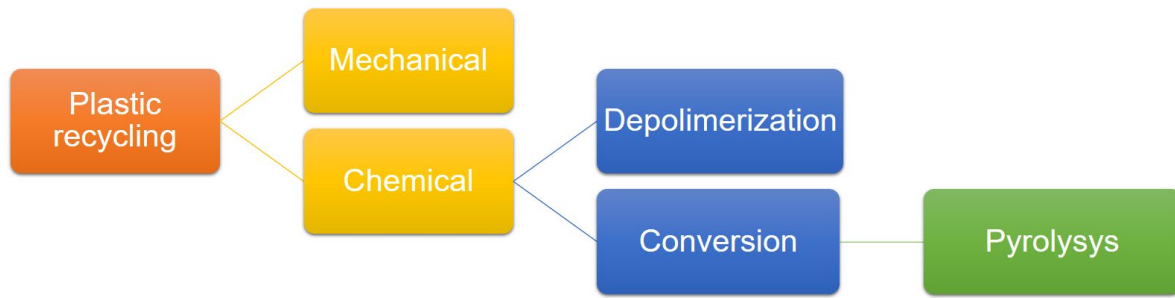 Plastic
recycling
Mechanical
Chemical
Depolimerization
Conversion
Pyrolysys